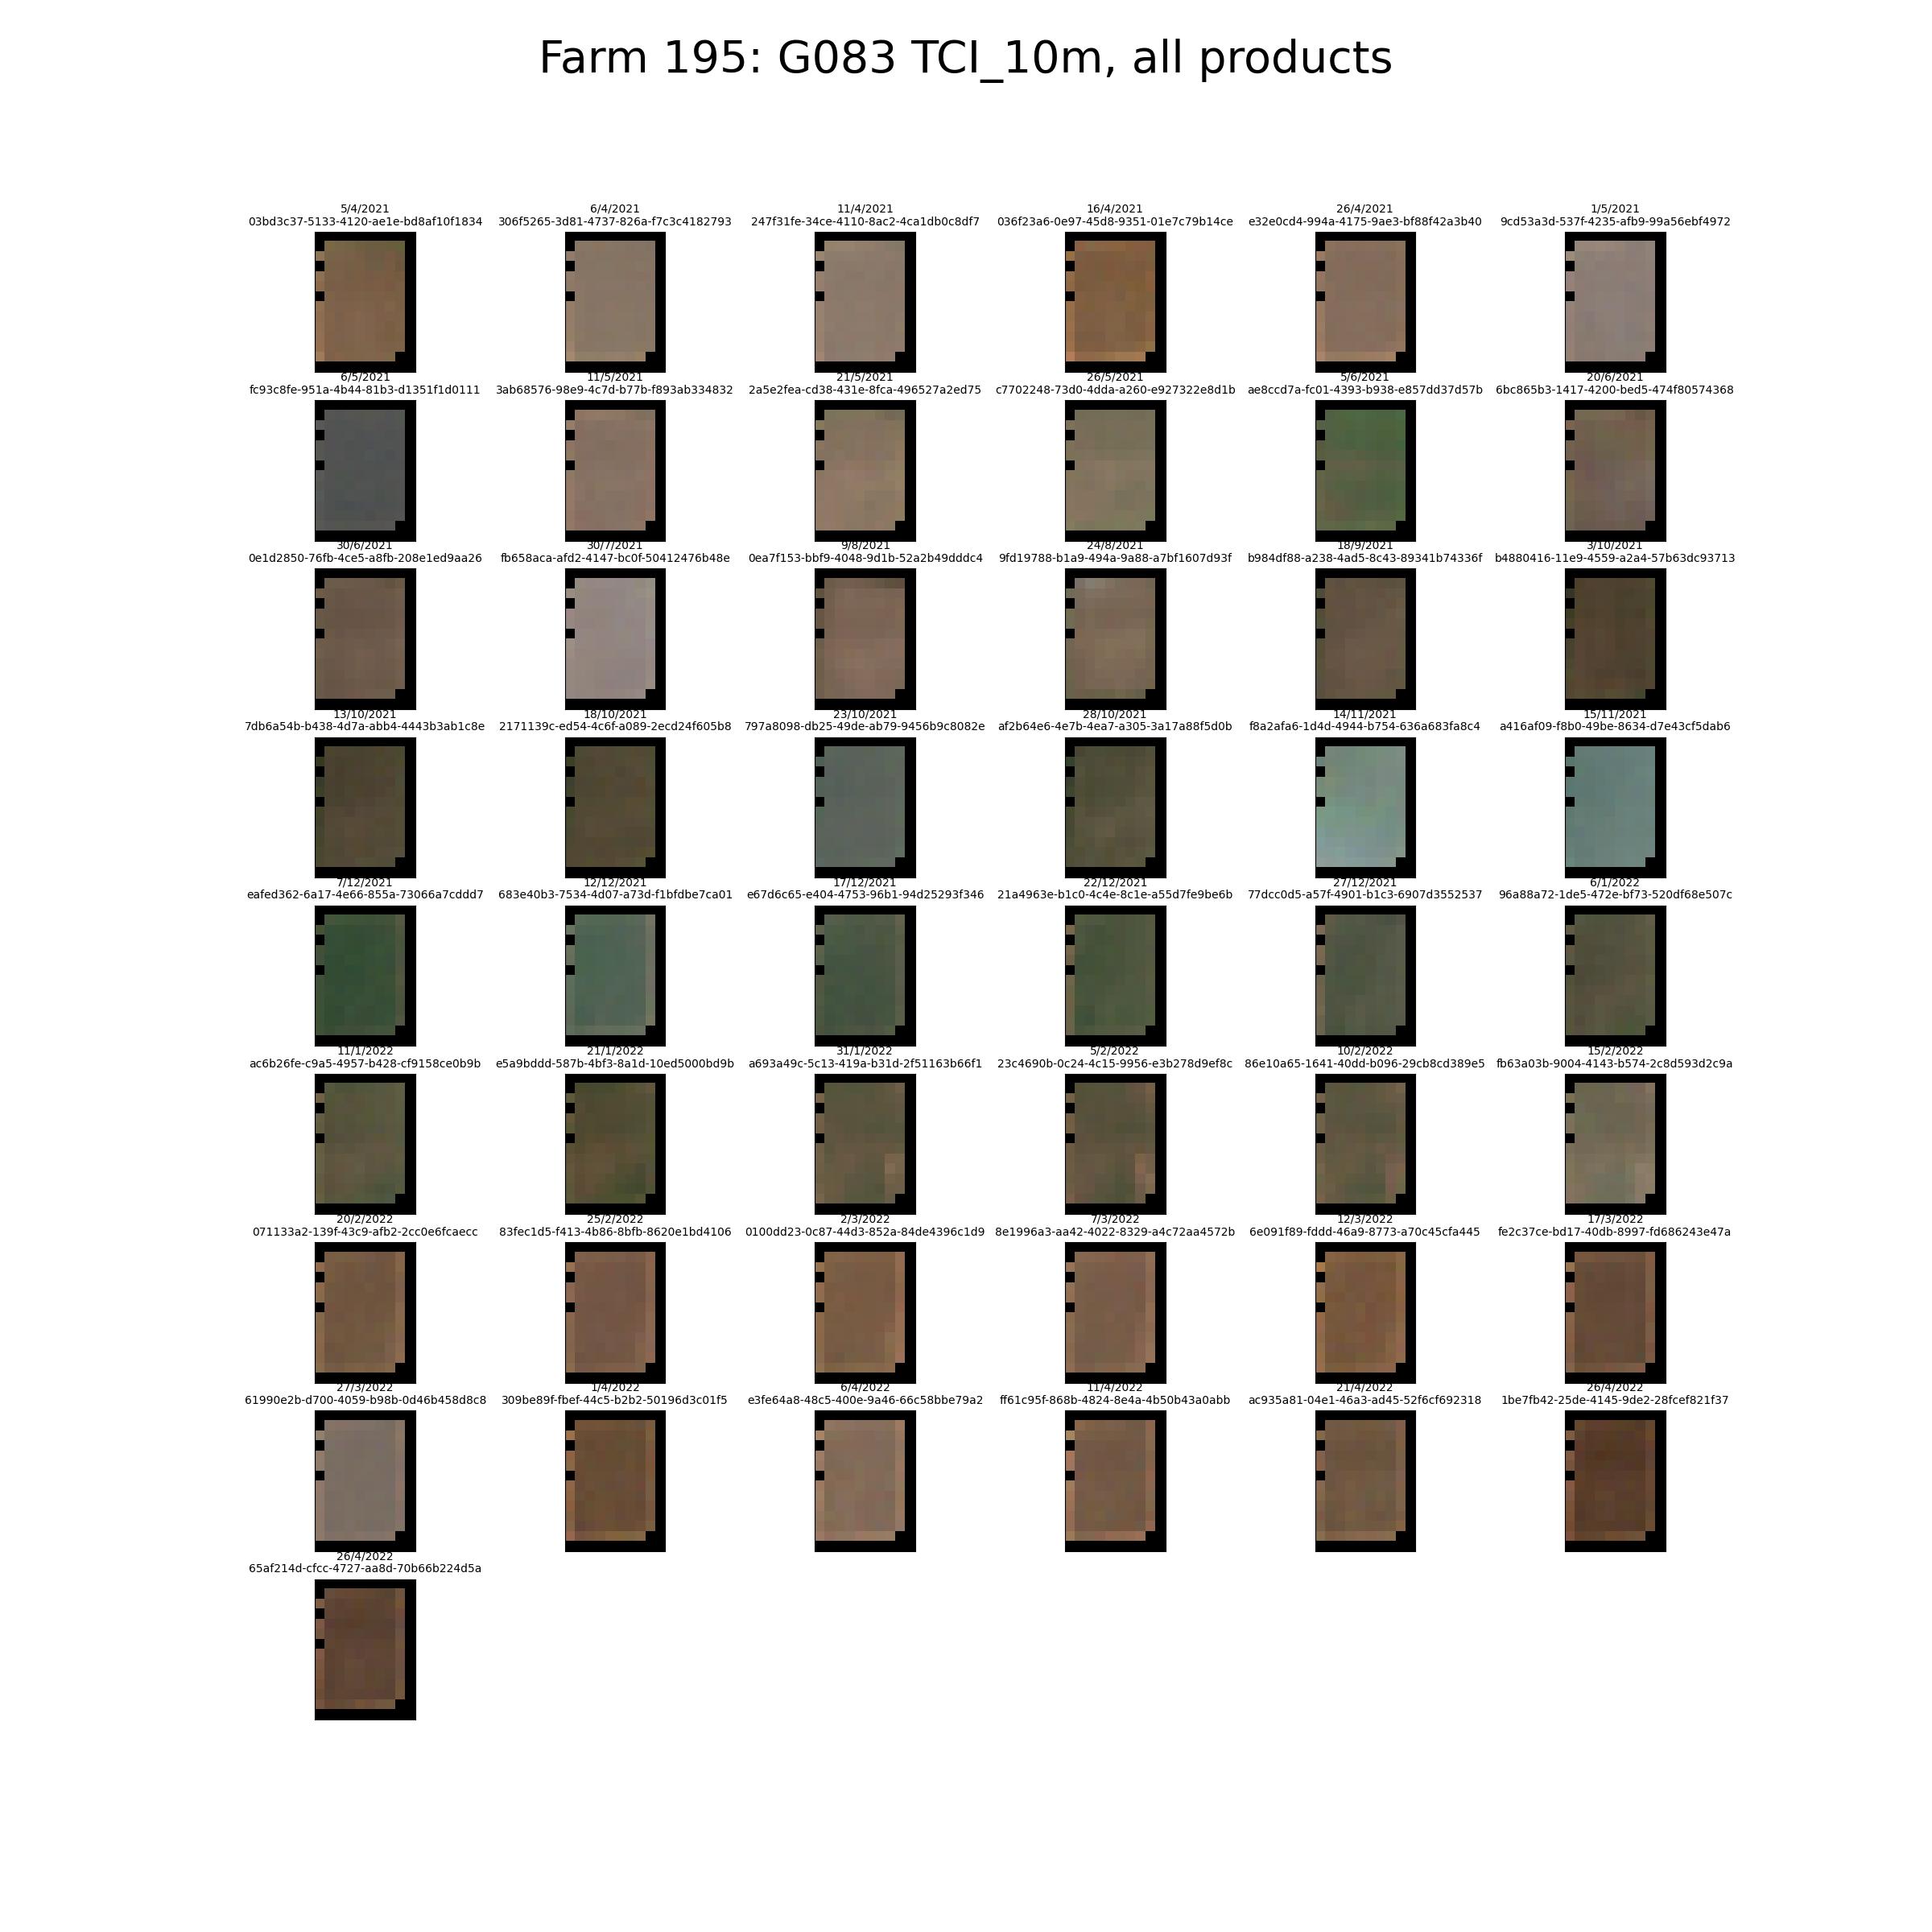 Farm 195: G083 TCI_10m, all products
5/4/2021
03bd3c37-5133-4120-ae1e-bd8af10f1834
6/4/2021
306f5265-3d81-4737-826a-f7c3c4182793
11/4/2021
247f31fe-34ce-4110-8ac2-4ca1db0c8df7
16/4/2021
036f23a6-0e97-45d8-9351-01e7c79b14ce
26/4/2021
e32e0cd4-994a-4175-9ae3-bf88f42a3b40
1/5/2021
9cd53a3d-537f-4235-afb9-99a56ebf4972
6/5/2021
fc93c8fe-951a-4b44-81b3-d1351f1d0111
11/5/2021
3ab68576-98e9-4c7d-b77b-f893ab334832
21/5/2021
2a5e2fea-cd38-431e-8fca-496527a2ed75
26/5/2021
c7702248-73d0-4dda-a260-e927322e8d1b
5/6/2021
ae8ccd7a-fc01-4393-b938-e857dd37d57b
20/6/2021
6bc865b3-1417-4200-bed5-474f80574368
30/6/2021
0e1d2850-76fb-4ce5-a8fb-208e1ed9aa26
30/7/2021
fb658aca-afd2-4147-bc0f-50412476b48e
9/8/2021
0ea7f153-bbf9-4048-9d1b-52a2b49dddc4
24/8/2021
9fd19788-b1a9-494a-9a88-a7bf1607d93f
18/9/2021
b984df88-a238-4ad5-8c43-89341b74336f
3/10/2021
b4880416-11e9-4559-a2a4-57b63dc93713
13/10/2021
7db6a54b-b438-4d7a-abb4-4443b3ab1c8e
18/10/2021
2171139c-ed54-4c6f-a089-2ecd24f605b8
23/10/2021
797a8098-db25-49de-ab79-9456b9c8082e
28/10/2021
af2b64e6-4e7b-4ea7-a305-3a17a88f5d0b
14/11/2021
f8a2afa6-1d4d-4944-b754-636a683fa8c4
15/11/2021
a416af09-f8b0-49be-8634-d7e43cf5dab6
7/12/2021
eafed362-6a17-4e66-855a-73066a7cddd7
12/12/2021
683e40b3-7534-4d07-a73d-f1bfdbe7ca01
17/12/2021
e67d6c65-e404-4753-96b1-94d25293f346
22/12/2021
21a4963e-b1c0-4c4e-8c1e-a55d7fe9be6b
27/12/2021
77dcc0d5-a57f-4901-b1c3-6907d3552537
6/1/2022
96a88a72-1de5-472e-bf73-520df68e507c
11/1/2022
ac6b26fe-c9a5-4957-b428-cf9158ce0b9b
21/1/2022
e5a9bddd-587b-4bf3-8a1d-10ed5000bd9b
31/1/2022
a693a49c-5c13-419a-b31d-2f51163b66f1
5/2/2022
23c4690b-0c24-4c15-9956-e3b278d9ef8c
10/2/2022
86e10a65-1641-40dd-b096-29cb8cd389e5
15/2/2022
fb63a03b-9004-4143-b574-2c8d593d2c9a
20/2/2022
071133a2-139f-43c9-afb2-2cc0e6fcaecc
25/2/2022
83fec1d5-f413-4b86-8bfb-8620e1bd4106
2/3/2022
0100dd23-0c87-44d3-852a-84de4396c1d9
7/3/2022
8e1996a3-aa42-4022-8329-a4c72aa4572b
12/3/2022
6e091f89-fddd-46a9-8773-a70c45cfa445
17/3/2022
fe2c37ce-bd17-40db-8997-fd686243e47a
27/3/2022
61990e2b-d700-4059-b98b-0d46b458d8c8
1/4/2022
309be89f-fbef-44c5-b2b2-50196d3c01f5
6/4/2022
e3fe64a8-48c5-400e-9a46-66c58bbe79a2
11/4/2022
ff61c95f-868b-4824-8e4a-4b50b43a0abb
21/4/2022
ac935a81-04e1-46a3-ad45-52f6cf692318
26/4/2022
1be7fb42-25de-4145-9de2-28fcef821f37
26/4/2022
65af214d-cfcc-4727-aa8d-70b66b224d5a